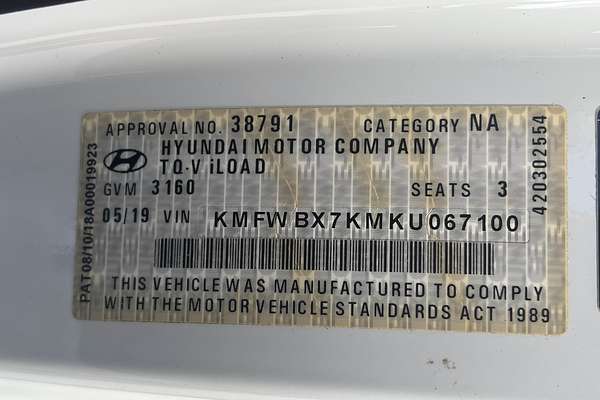 APPROVAL NO. 38791 CATEGORY NA
HYUNDAI MOTOR COMPANY
TQ-V iLOAD
GVM 3160 SEATS 3
05/19 VIN KMFWBX7KMKU067100
THIS VEHICLE WAS MANUFACTURED TO COMPLY
WITH THE MOTOR VEHICLE STANDARDS ACT 1989
PAT08/10/18A00019923
420302554